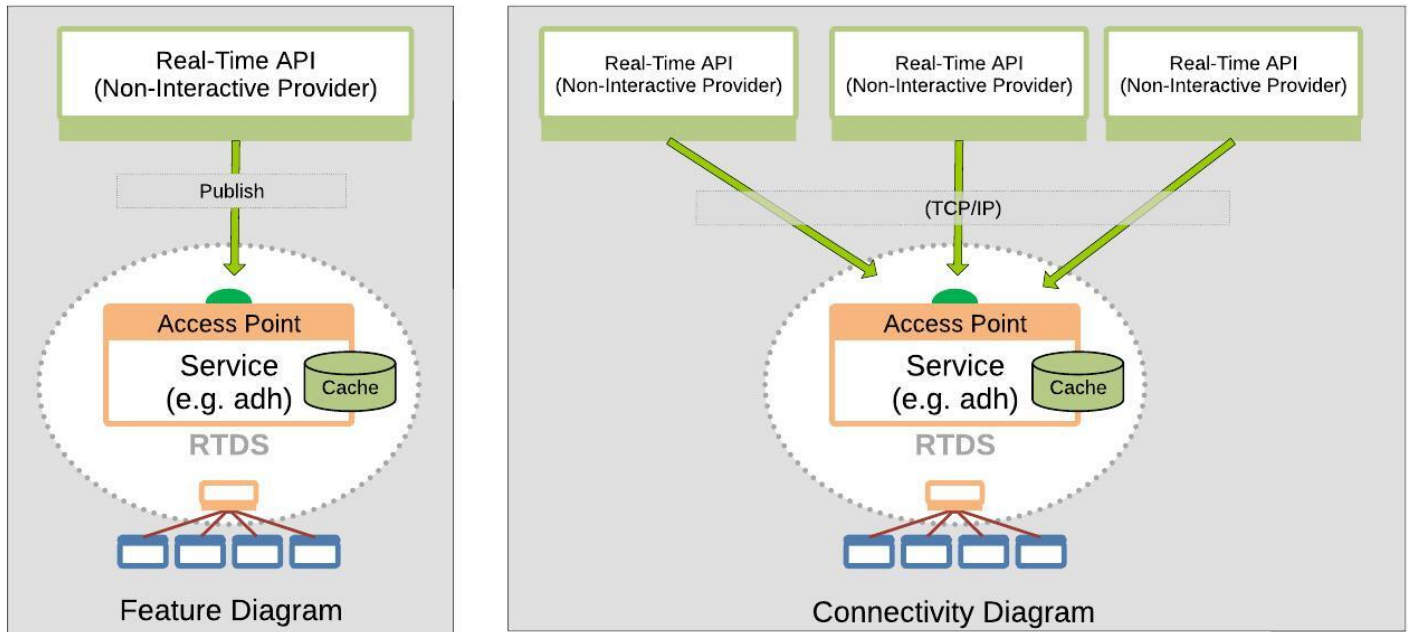 Real-Time API
(Non-Interactive Provider)
Publish
Access Point
Service
(e.g. adh)
Cache
RTDS
Feature Diagram
Real-Time API
(Non-Interactive Provider)
Real-Time API
(Non-Interactive Provider)
Real-Time API
(Non-Interactive Provider)
(TCP/IP)
Access Point
Service
(e.g. adh)
Cache
RTDS
Connectivity Diagram